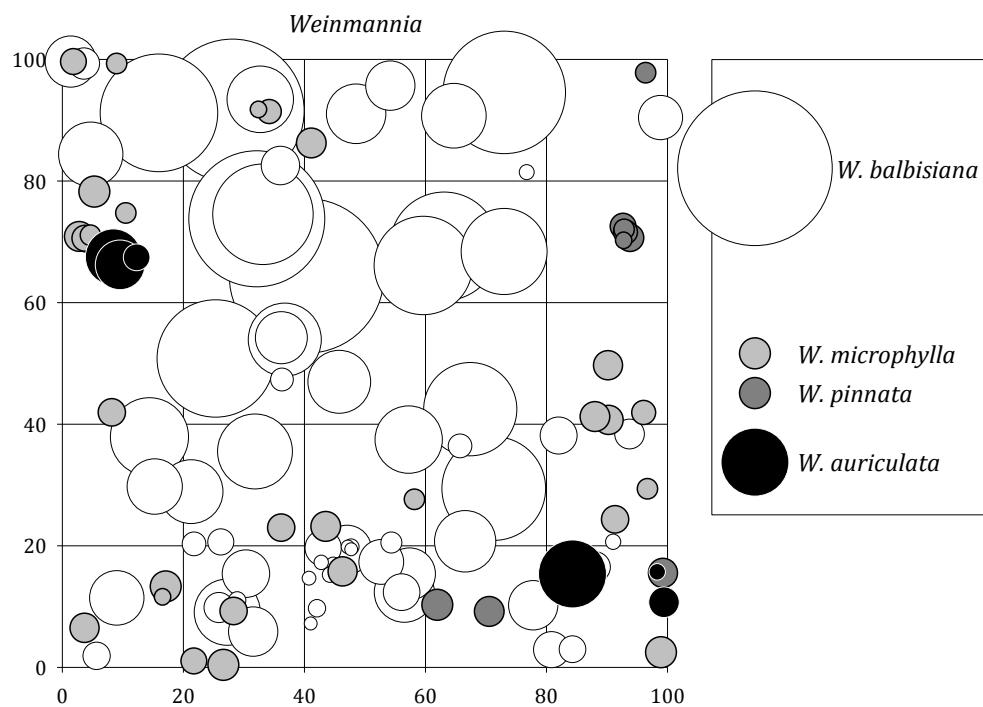 Weinmannia
100
80
60
40
20
0
0 20 40 60 80 100
W. balbisiana
W. microphylla
W. pinnata
W. auriculata